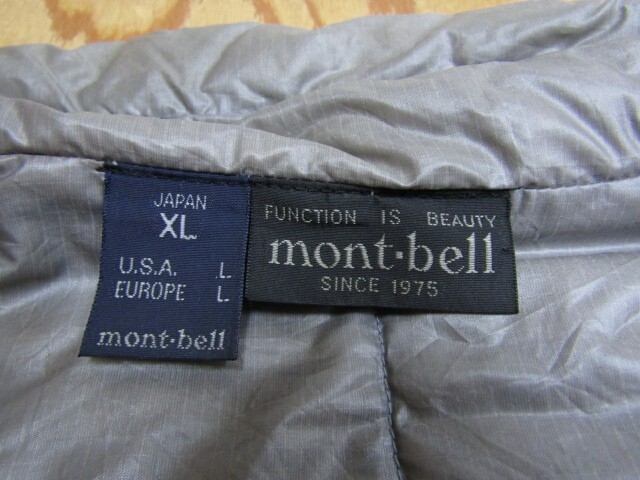 JAPAN
XL
U.S.A. L
EUROPE L
mont·bell
FUNCTION IS BEAUTY
mont·bell
SINCE 1975